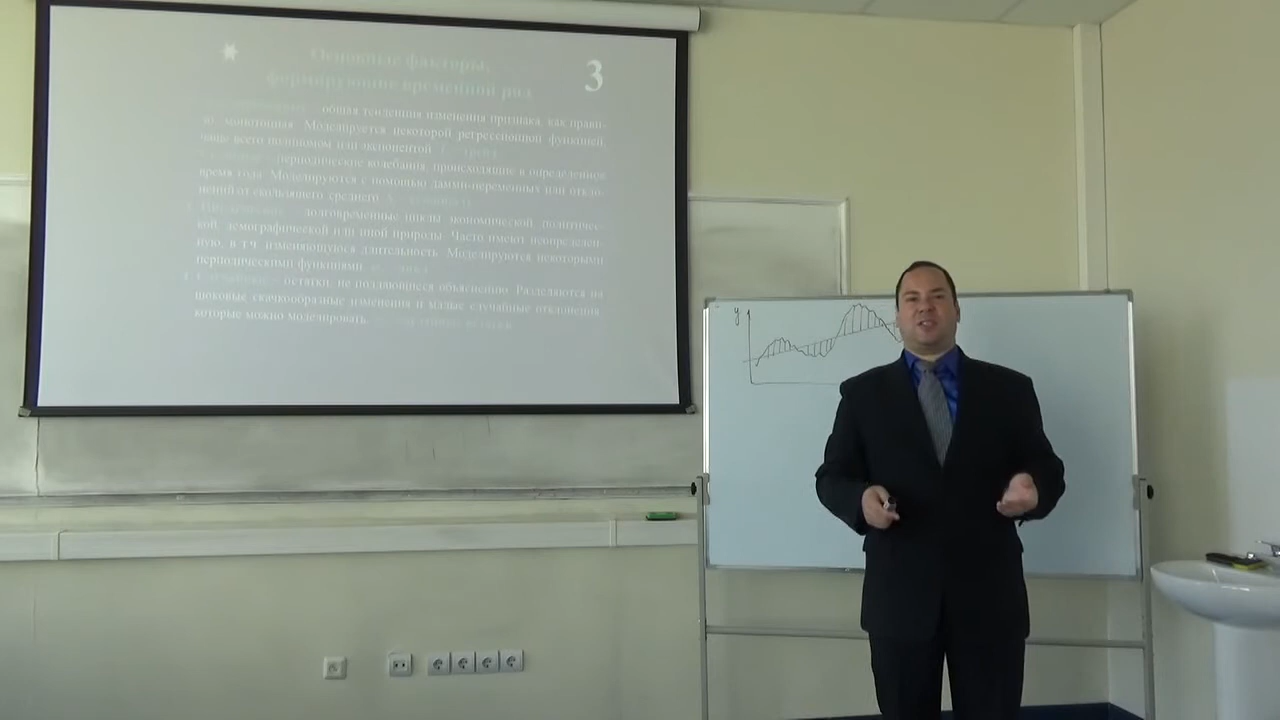 3
Основные факторы,
формирующие временной ряд
общая тенденция изменения признака, как прави-
ло, монотонная. Моделируется некоторой регрессионной функцией,
чаще всего полиномом или экспонентой.
периодические колебания, происходящие в определенное
время года. Моделируются с помощью дамми-переменных или откло-
нений от скользящего среднего.
долговременные циклы экономической, политичес-
кой, демографической или иной природы. Часто имеют неопределен-
ную, в т.ч. изменяющуюся длительность. Моделируются некоторыми
периодическими функциями.
4. остатки, не поддающиеся объяснению. Разделяются на
шоковые скачкообразные изменения и малые случайные отклонения,
которые можно моделировать.
y